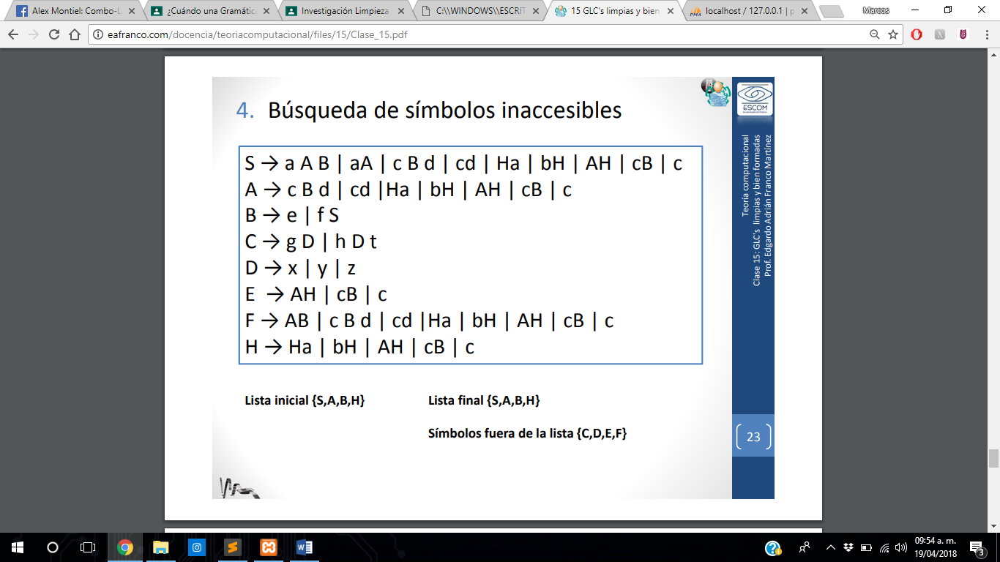 Alex Montiel: Combo-L
¿Cuándo una Gramátic
Investigación Limpieza
C:\\WINDOWS\\ESCRIT
15 GLC's limpias y bien
localhost / 127.0.0.1 | p
Marcos
eafranco.com/docencia/teoriacomputacional/files/15/Clase_15.pdf
4. Búsqueda de símbolos inaccesibles
S → a A B | aA | c B d | cd | Ha | bH | AH | cB | c
A → c B d | cd |Ha | bH | AH | cB | c
B → e | f S
C → g D | h D t
D → x | y | z
E → AH | cB | c
F → AB | c B d | cd |Ha | bH | AH | cB | c
H → Ha | bH | AH | cB | c
Lista inicial {S,A,B,H}
Lista final {S,A,B,H}
Símbolos fuera de la lista {C,D,E,F}
ESCOM
Teoría computacional
Clase 15: GLC's limpias y bien formadas
Prof. Edgardo Adrián Franco Martínez
23
09:54 a. m.
19/04/2018
3